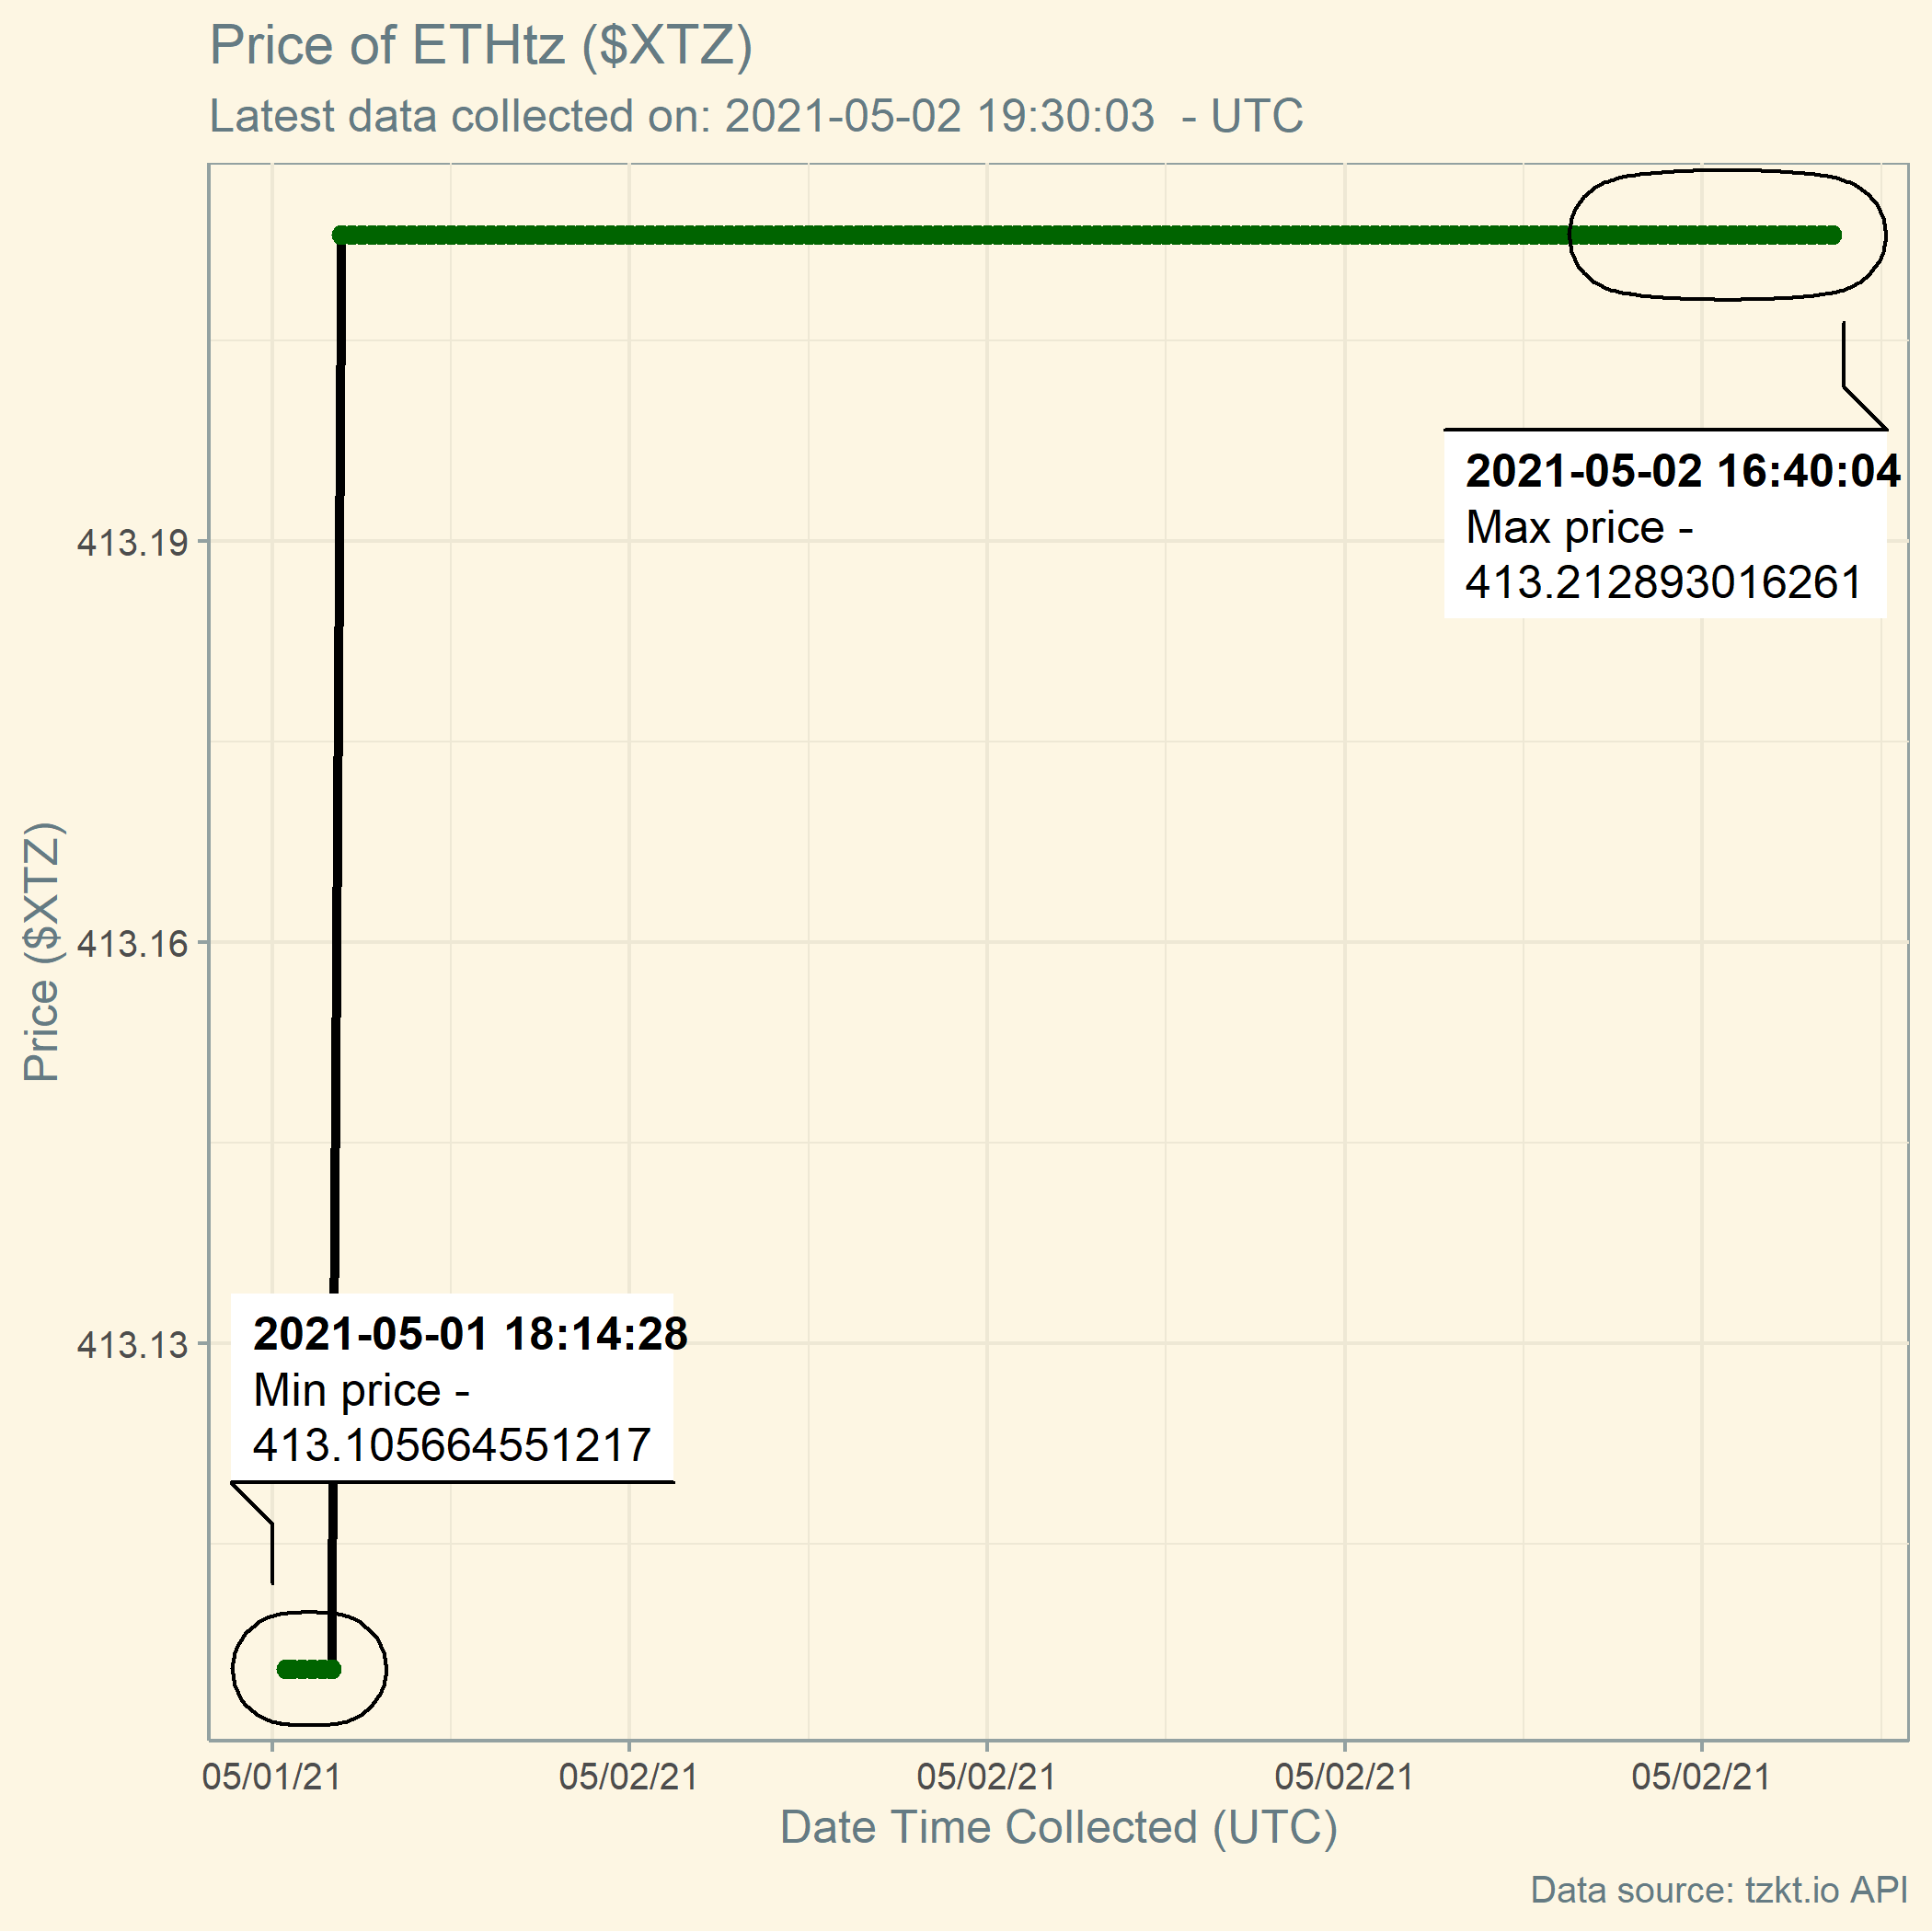 Price of ETHtz ($XTZ)
Latest data collected on: 2021-05-02 19:30:03  - UTC
2021-05-02 16:40:04
Max price -
413.212893016261
413.19
413.16
413.13
Price ($XTZ)
2021-05-01 18:14:28
Min price -
413.105664551217
05/01/21 05/02/21 05/02/21 05/02/21 05/02/21
Date Time Collected (UTC)
Data source: tzkt.io API